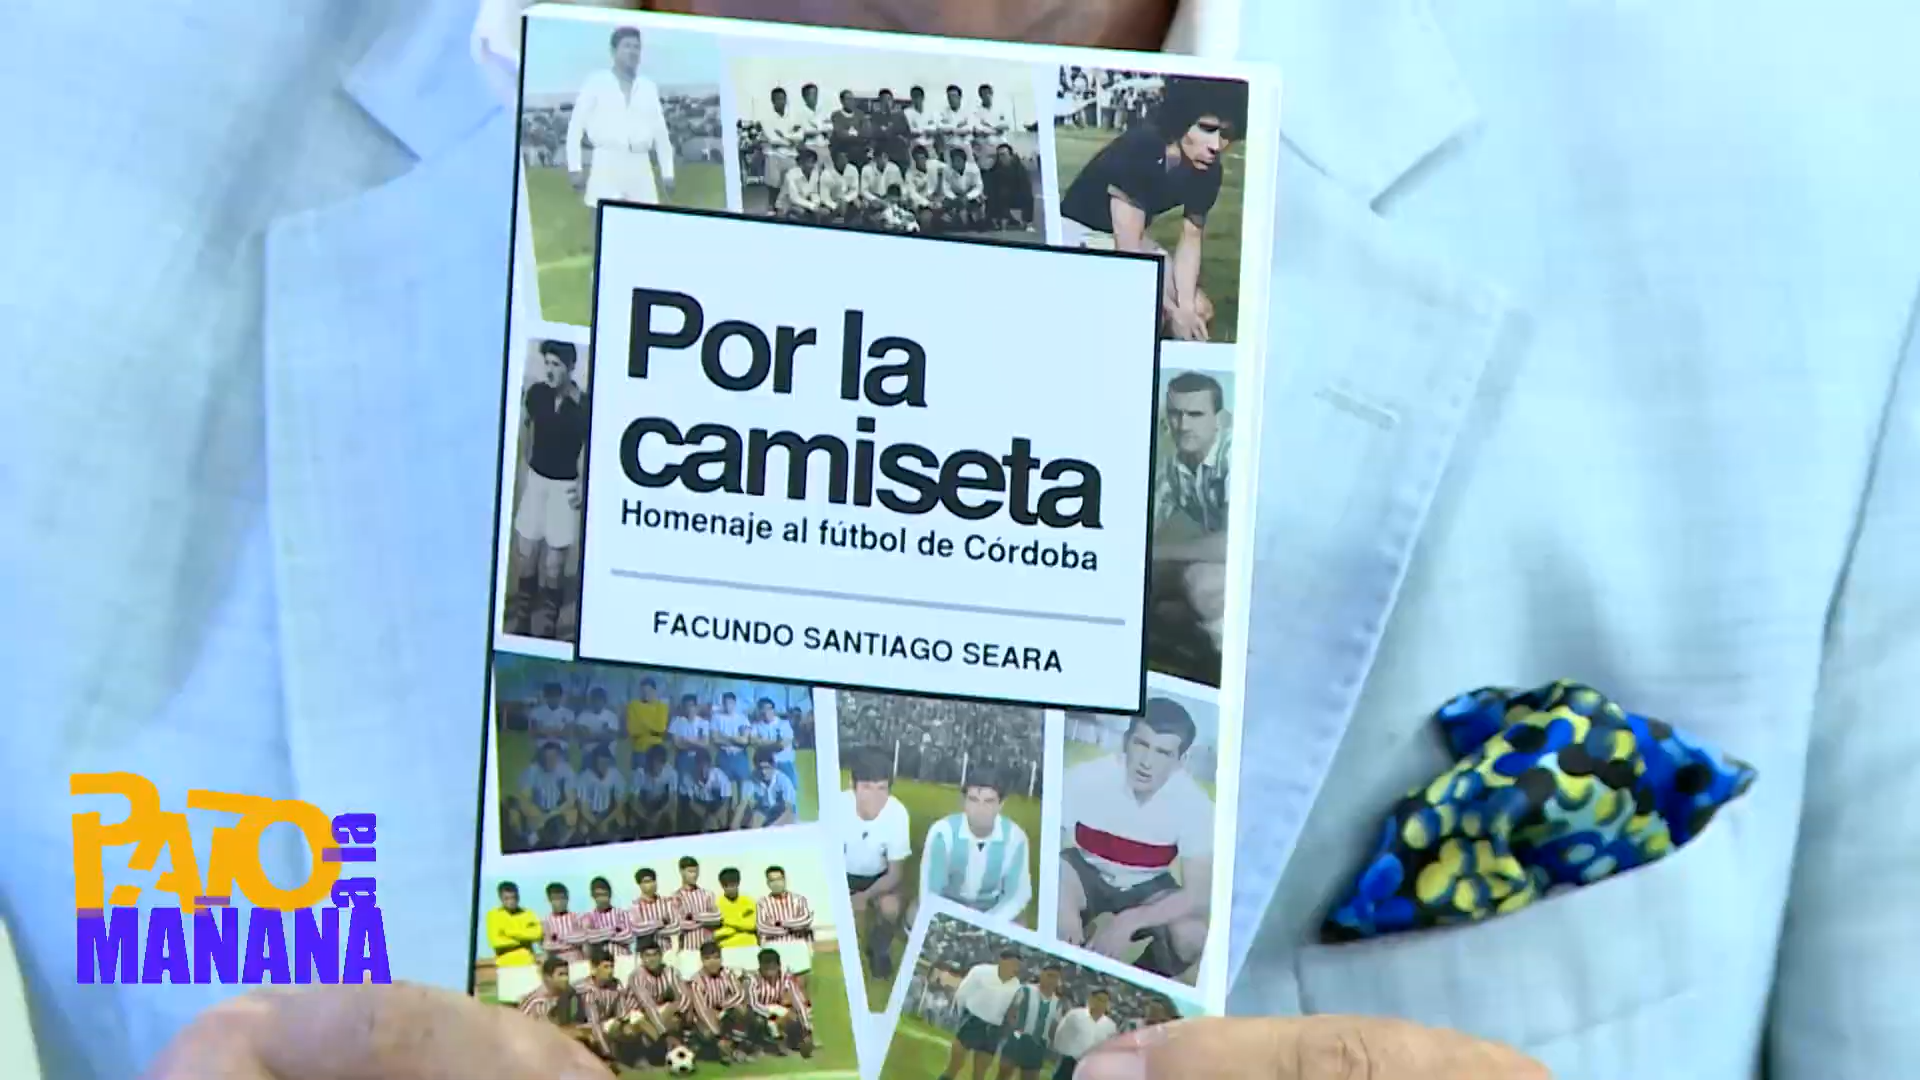 Por la
camiseta
Homenaje al fútbol de Córdoba
FACUNDO SANTIAGO SEARA
PATO
a la
MAÑANA